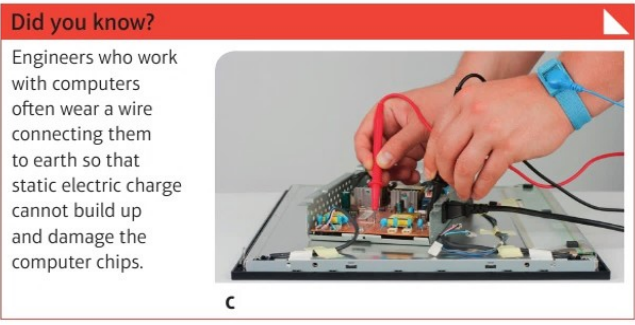 Did you know?
Engineers who work
with computers
often wear a wire
connecting them
to earth so that
static electric charge
cannot build up
and damage the
computer chips.
C